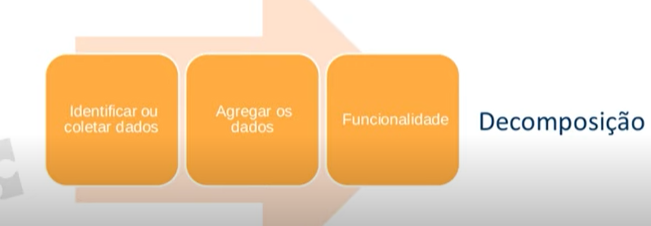 Identificar ou
coletar dados
Agregar os
dados
Funcionalidade
Decomposição